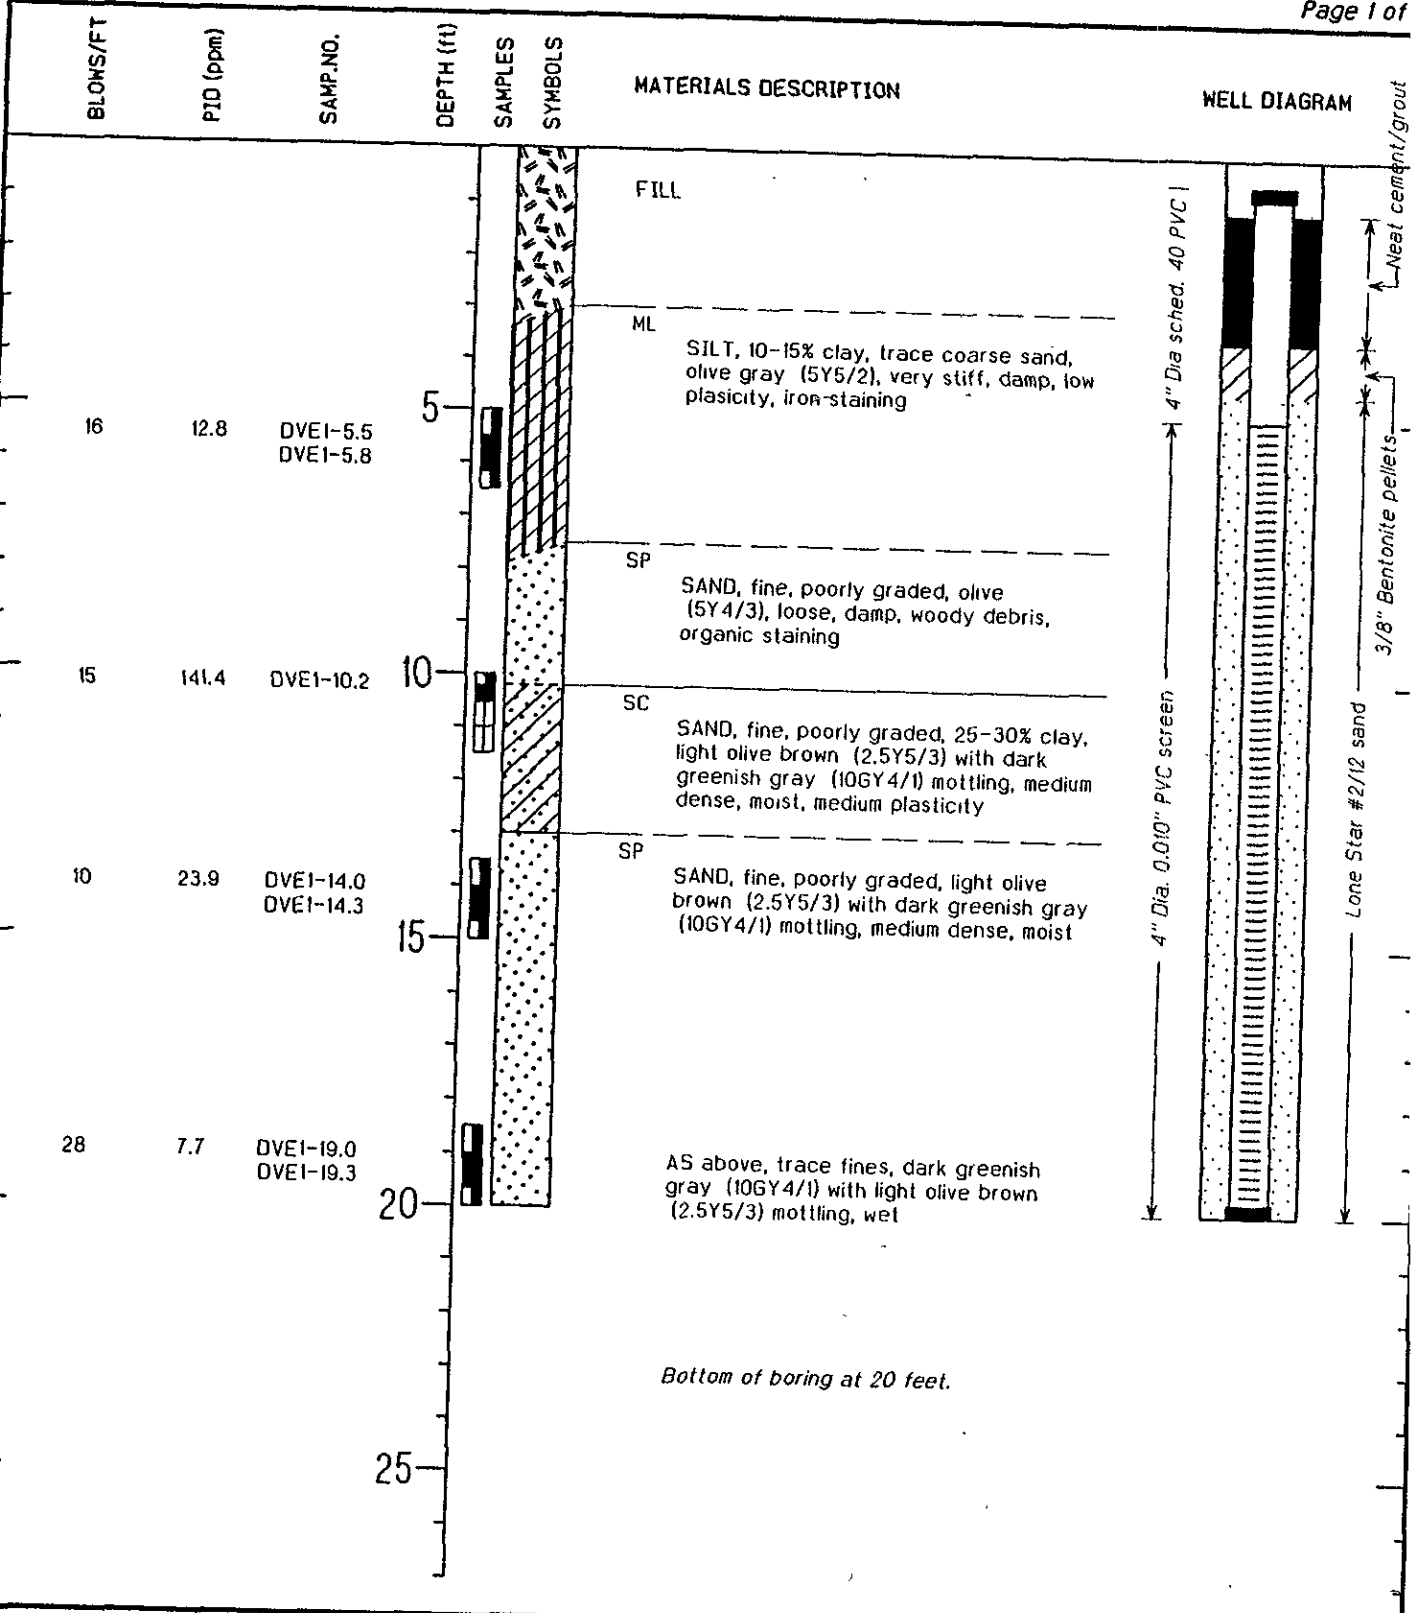 Page 1 of
BLOWS/FT
PID (ppm)
SAMP.NO.
DEPTH (ft)
SAMPLES
SYMBOLS
MATERIALS DESCRIPTION
WELL DIAGRAM
FILL
ML
SILT, 10-15% clay, trace coarse sand,
olive gray (5Y5/2), very stiff, damp, low
plasicity, iron-staining
5
16 12.8 DVE1-5.5
DVE1-5.8
SP
SAND, fine, poorly graded, olive
(5Y4/3), loose, damp, woody debris,
organic staining
15 141.4 DVE1-10.2 10
SC
SAND, fine, poorly graded, 25-30% clay,
light olive brown (2.5Y5/3) with dark
greenish gray (10GY4/1) mottling, medium
dense, moist, medium plasticity
SP
10 23.9 DVE1-14.0
DVE1-14.3
SAND, fine, poorly graded, light olive
brown (2.5Y5/3) with dark greenish gray
(10GY4/1) mottling, medium dense, moist
15
28 7.7 DVE1-19.0
DVE1-19.3
AS above, trace fines, dark greenish
gray (10GY4/1) with light olive brown
(2.5Y5/3) mottling, wet
20
Bottom of boring at 20 feet.
25
4" Dia sched. 40 PVC
4" Dia. 0.010" PVC screen
Lone Star #2/12 sand
3/8" Bentonite pellets
Neat cement/grout